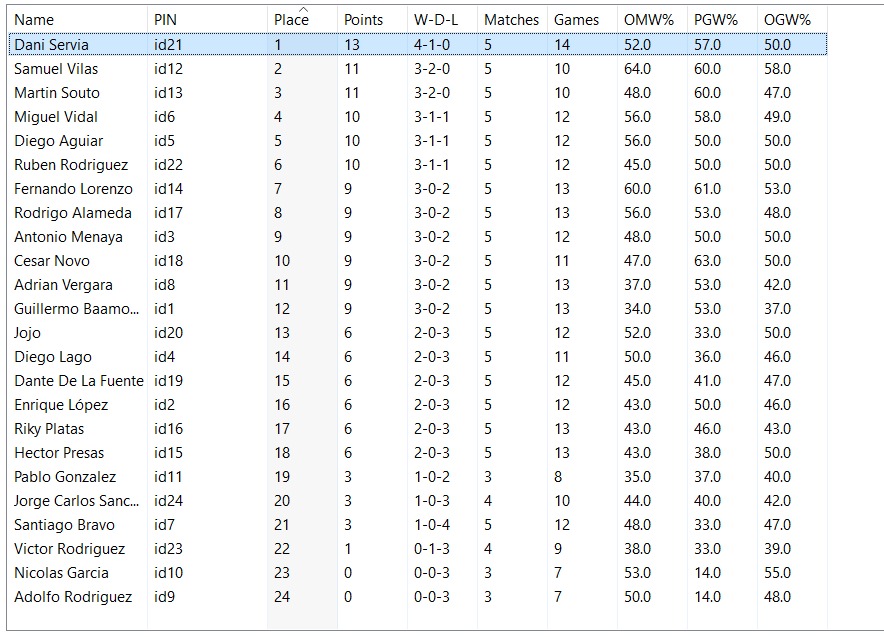 Name PIN Place Points W-D-L Matches Games OMW% PGW% OGW%
Dani Servia id21 1 13 4-1-0 5 14 52.0 57.0 50.0
Samuel Vilas id12 2 11 3-2-0 5 10 64.0 60.0 58.0
Martin Souto id13 3 11 3-2-0 5 10 48.0 60.0 47.0
Miguel Vidal id6 4 10 3-1-1 5 12 56.0 58.0 49.0
Diego Aguiar id5 5 10 3-1-1 5 12 56.0 50.0 50.0
Ruben Rodriguez id22 6 10 3-1-1 5 12 45.0 50.0 50.0
Fernando Lorenzo id14 7 9 3-0-2 5 13 60.0 61.0 53.0
Rodrigo Alameda id17 8 9 3-0-2 5 13 56.0 53.0 48.0
Antonio Menaya id3 9 9 3-0-2 5 12 48.0 50.0 50.0
Cesar Novo id18 10 9 3-0-2 5 11 47.0 63.0 50.0
Adrian Vergara id8 11 9 3-0-2 5 13 37.0 53.0 42.0
Guillermo Baamo... id1 12 9 3-0-2 5 13 34.0 53.0 37.0
Jojo id20 13 6 2-0-3 5 12 52.0 33.0 50.0
Diego Lago id4 14 6 2-0-3 5 11 50.0 36.0 46.0
Dante De La Fuente id19 15 6 2-0-3 5 12 45.0 41.0 47.0
Enrique López id2 16 6 2-0-3 5 12 43.0 50.0 46.0
Riky Platas id16 17 6 2-0-3 5 13 43.0 46.0 43.0
Hector Presas id15 18 6 2-0-3 5 13 43.0 38.0 50.0
Pablo Gonzalez id11 19 3 1-0-2 3 8 35.0 37.0 40.0
Jorge Carlos Sanc... id24 20 3 1-0-3 4 10 44.0 40.0 42.0
Santiago Bravo id7 21 3 1-0-4 5 12 48.0 33.0 47.0
Victor Rodriguez id23 22 1 0-1-3 4 9 38.0 33.0 39.0
Nicolas Garcia id10 23 0 0-0-3 3 7 53.0 14.0 55.0
Adolfo Rodriguez id9 24 0 0-0-3 3 7 50.0 14.0 48.0